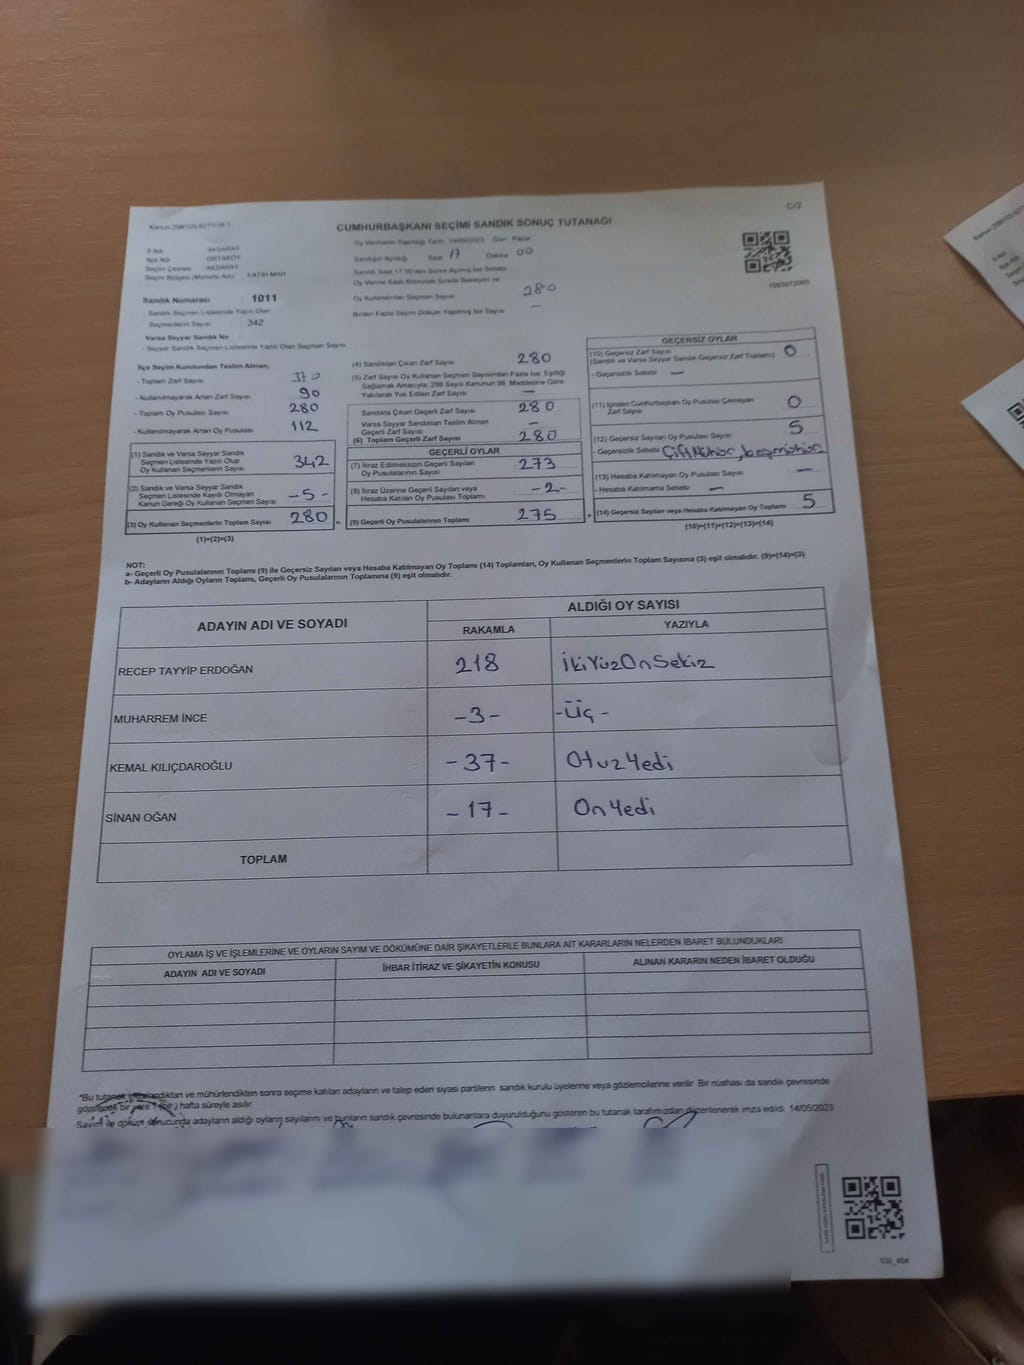 C/2
CUMHURBAŞKANI SEÇİMİ SANDIK SONUÇ TUTANAĞI
Oy Vermenin Yapıldığı Tarih 14/05/2023 Gün Pazar
İl Adı AKSARAY
İlçe Adı ORTAKÖY
Seçim Çevresi AKSARAY
Seçim Bölgesi (Mahalle Adı) FATİH MAH
Sandığın Açıldığı Saat 17 Dakika 00
Sandık Saat 17:00'den Sonra Açılmış İse Sebebi
Oy Verme Saati Bitiminde Sırada Bekleyen ve
Oy Kullandırılan Seçmen Sayısı 280
Birden Fazla Sayım Döküm Yapılmış İse Sayısı —
Sandık Numarası : 1011
- Sandık Seçmen Listesinde Yazılı Olan
Seçmenlerin Sayısı : 342
Varsa Seyyar Sandık No
- Seyyar Sandık Seçmen Listesinde Yazılı Olan Seçmen Sayısı
İlçe Seçim Kurulundan Teslim Alınan;
- Toplam Zarf Sayısı 370
- Kullanılmayarak Artan Zarf Sayısı 90
- Toplam Oy Pusulası Sayısı 280
- Kullanılmayarak Artan Oy Pusulası 112
(1) Sandık ve Varsa Seyyar Sandık
Seçmen Listesinde Yazılı Olup
Oy Kullanan Seçmenlerin Sayısı 342
(2) Sandık ve Varsa Seyyar Sandık
Seçmen Listesinde Kaydı Olmayan
Kanun Gereği Oy Kullanan Seçmen Sayısı -5-
(3) Oy Kullanan Seçmenlerin Toplam Sayısı 280 =
(1)+(2)=(3)
(4) Sandıktan Çıkan Zarf Sayısı 280
(5) Zarf Sayısı Oy Kullanan Seçmen Sayısından Fazla İse, Eşitliği
Sağlamak Amacıyla, 298 Sayılı Kanunun 98. Maddesine Göre
Yakılarak Yok Edilen Zarf Sayısı —
Sandıkta Çıkan Geçerli Zarf Sayısı 280
Varsa Seyyar Sandıktan Teslim Alınan
Geçerli Zarf Sayısı —
(6) Toplam Geçerli Zarf Sayısı 280
GEÇERLİ OYLAR
(7) İtiraz Edilmeksizin Geçerli Sayılan
Oy Pusulalarının Sayısı 273
(8) İtiraz Üzerine Geçerli Sayılan veya
Hesaba Katılan Oy Pusulası Toplamı -2-
(9) Geçerli Oy Pusulalarının Toplamı 275 +
GEÇERSİZ OYLAR
(10) Geçersiz Zarf Sayısı 0
(Sandık ve Varsa Seyyar Sandık Geçersiz Zarf Toplamı)
- Geçersizlik Sebebi —
(11) İçinden Cumhurbaşkanı Oy Pusulası Çıkmayan
Zarf Sayısı 0
(12) Geçersiz Sayılan Oy Pusulası Sayısı 5
- Geçersizlik Sebebi
(13) Hesaba Katılmayan Oy Pusulası Sayısı —
- Hesaba Katılmama Sebebi —
(14) Geçersiz Sayılan veya Hesaba Katılmayan Oy Toplamı 5
(10)+(11)+(12)+(13)=(14)
NOT:
a- Geçerli Oy Pusulalarının Toplamı (9) ile Geçersiz Sayılan veya Hesaba Katılmayan Oy Toplamı (14) Toplamları, Oy Kullanan Seçmenlerin Toplam Sayısına (3) eşit olmalıdır. (9)+(14)=(3)
b- Adayların Aldığı Oyların Toplamı, Geçerli Oy Pusulalarının Toplamına (9) eşit olmalıdır.
ADAYIN ADI VE SOYADI
ALDIĞI OY SAYISI
RAKAMLA YAZIYLA
RECEP TAYYİP ERDOĞAN 218 İkiYüzOnSekiz
MUHARREM İNCE -3- -Üç-
KEMAL KILIÇDAROĞLU -37- OtuzYedi
SİNAN OĞAN -17- OnYedi
TOPLAM
OYLAMA İŞ VE İŞLEMLERİNE VE OYLARIN SAYIM VE DÖKÜMÜNE DAİR ŞİKAYETLERLE BUNLARA AİT KARARLARIN NELERDEN İBARET BULUNDUKLARI
ADAYIN ADI VE SOYADI İHBAR İTİRAZ VE ŞİKAYETİN KONUSU ALINAN KARARIN NEDEN İBARET OLDUĞU
*Bu tutanak imzalandıktan ve mühürlendikten sonra seçime katılan adayların ve talep eden siyasi partilerin sandık kurulu üyelerine veya gözlemcilerine verilir. Bir nüshası da sandık çevresinde
görülecek bir yere 1 (bir) hafta süreyle asılır.
Sayım ve döküm sonucunda adayların aldığı oyların sayılarını ve bunların sandık çevresinde bulunanlara duyurulduğunu gösteren bu tutanak tarafımızdan düzenlenerek imza edildi. 14/05/2023